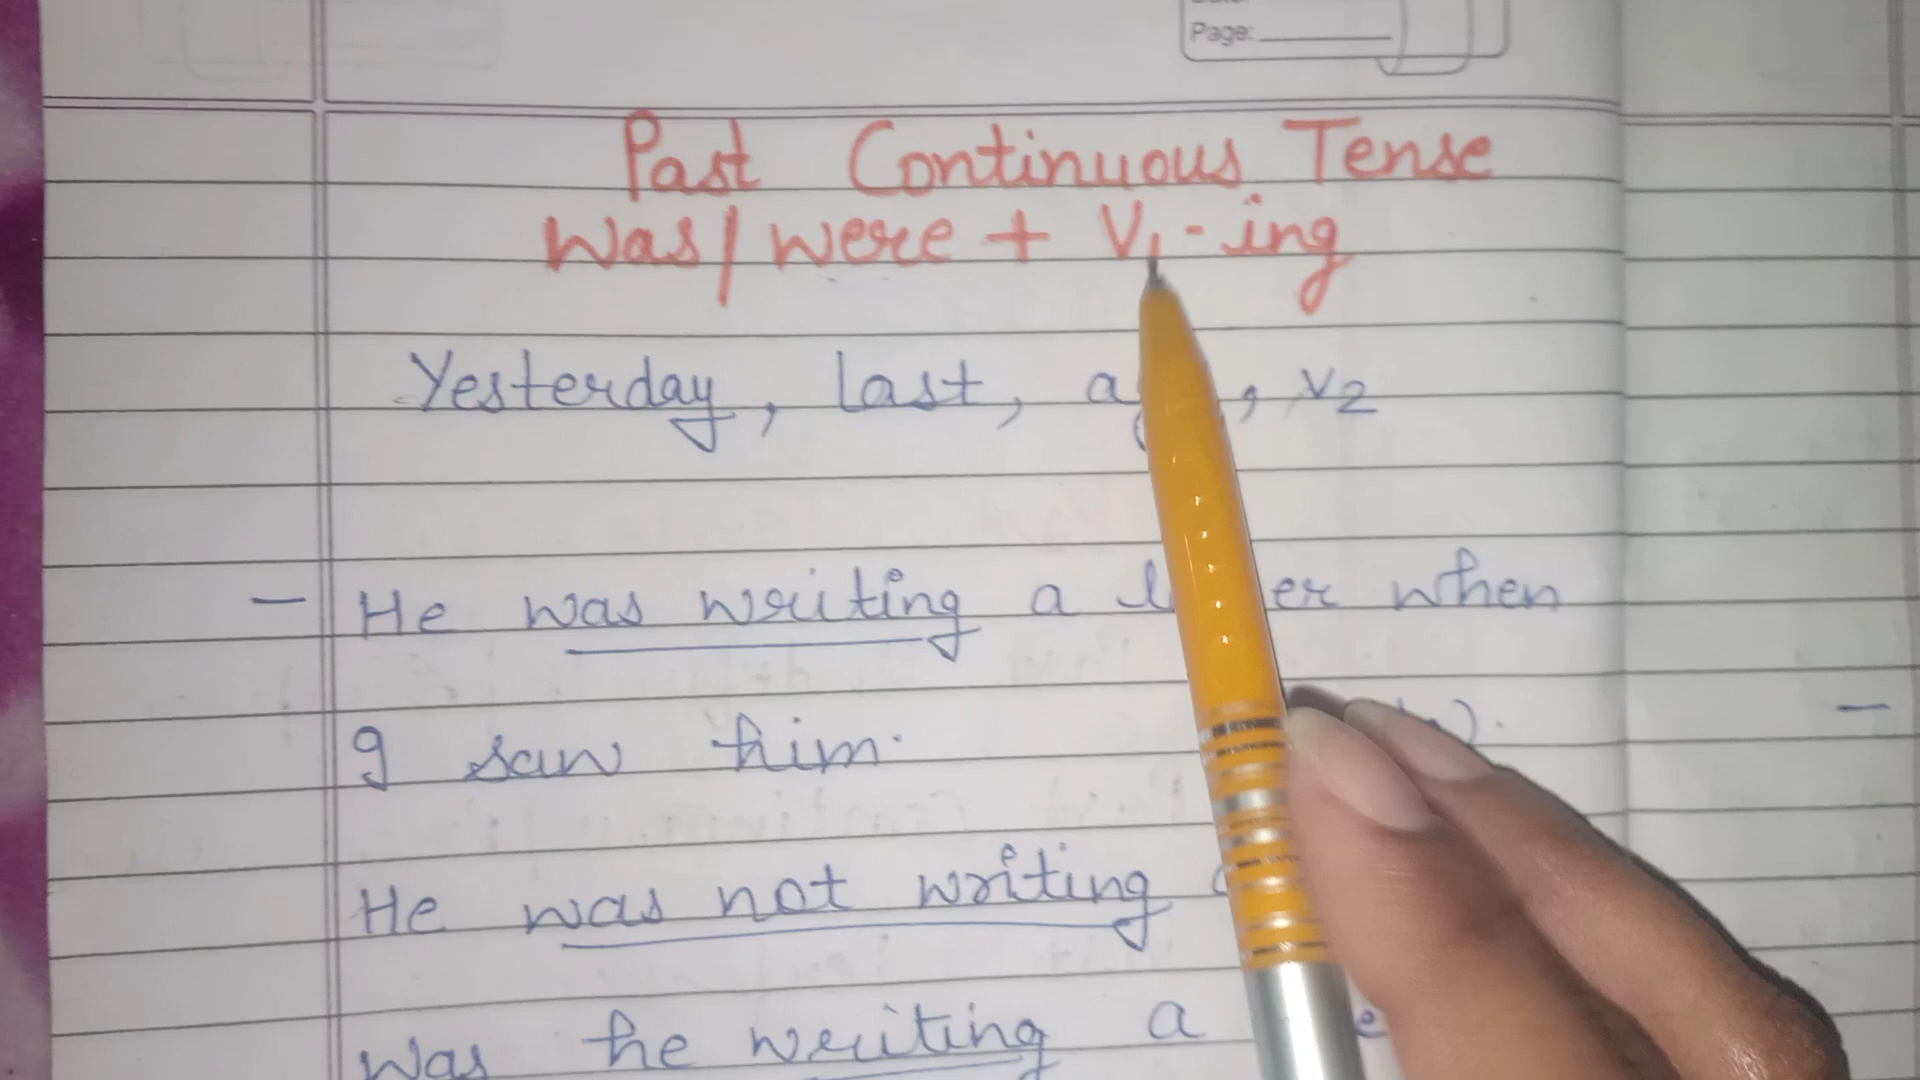 Page:
Past Continuous Tense
Was/were + V1-ing
Yesterday, last, , V2
- He was writing a when
I saw him.
He was not writing
Was he writing a